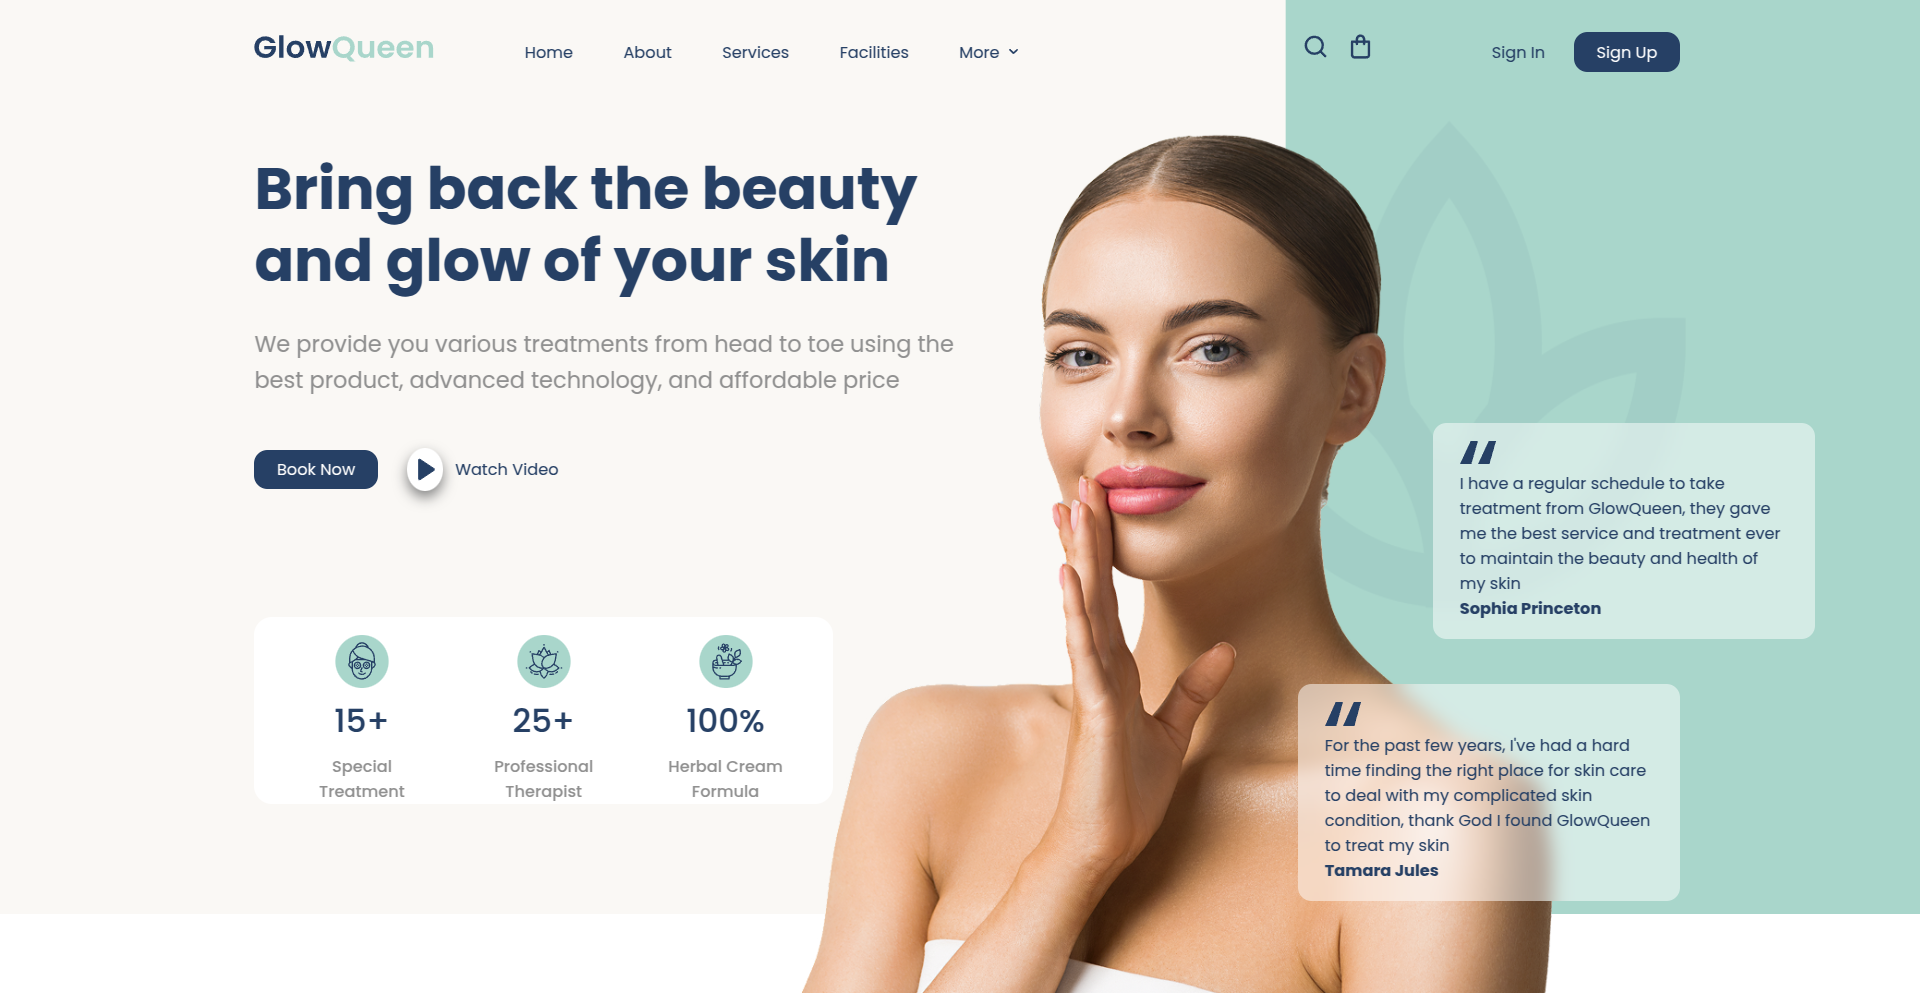 GlowQueen
Home About Services Facilities More
Sign In Sign Up
Bring back the beauty
and glow of your skin
We provide you various treatments from head to toe using the
best product, advanced technology, and affordable price
Book Now Watch Video
15+
Special
Treatment
25+
Professional
Therapist
100%
Herbal Cream
Formula
I have a regular schedule to take
treatment from GlowQueen, they gave
me the best service and treatment ever
to maintain the beauty and health of
my skin
Sophia Princeton
For the past few years, I've had a hard
time finding the right place for skin care
to deal with my complicated skin
condition, thank God I found GlowQueen
to treat my skin
Tamara Jules